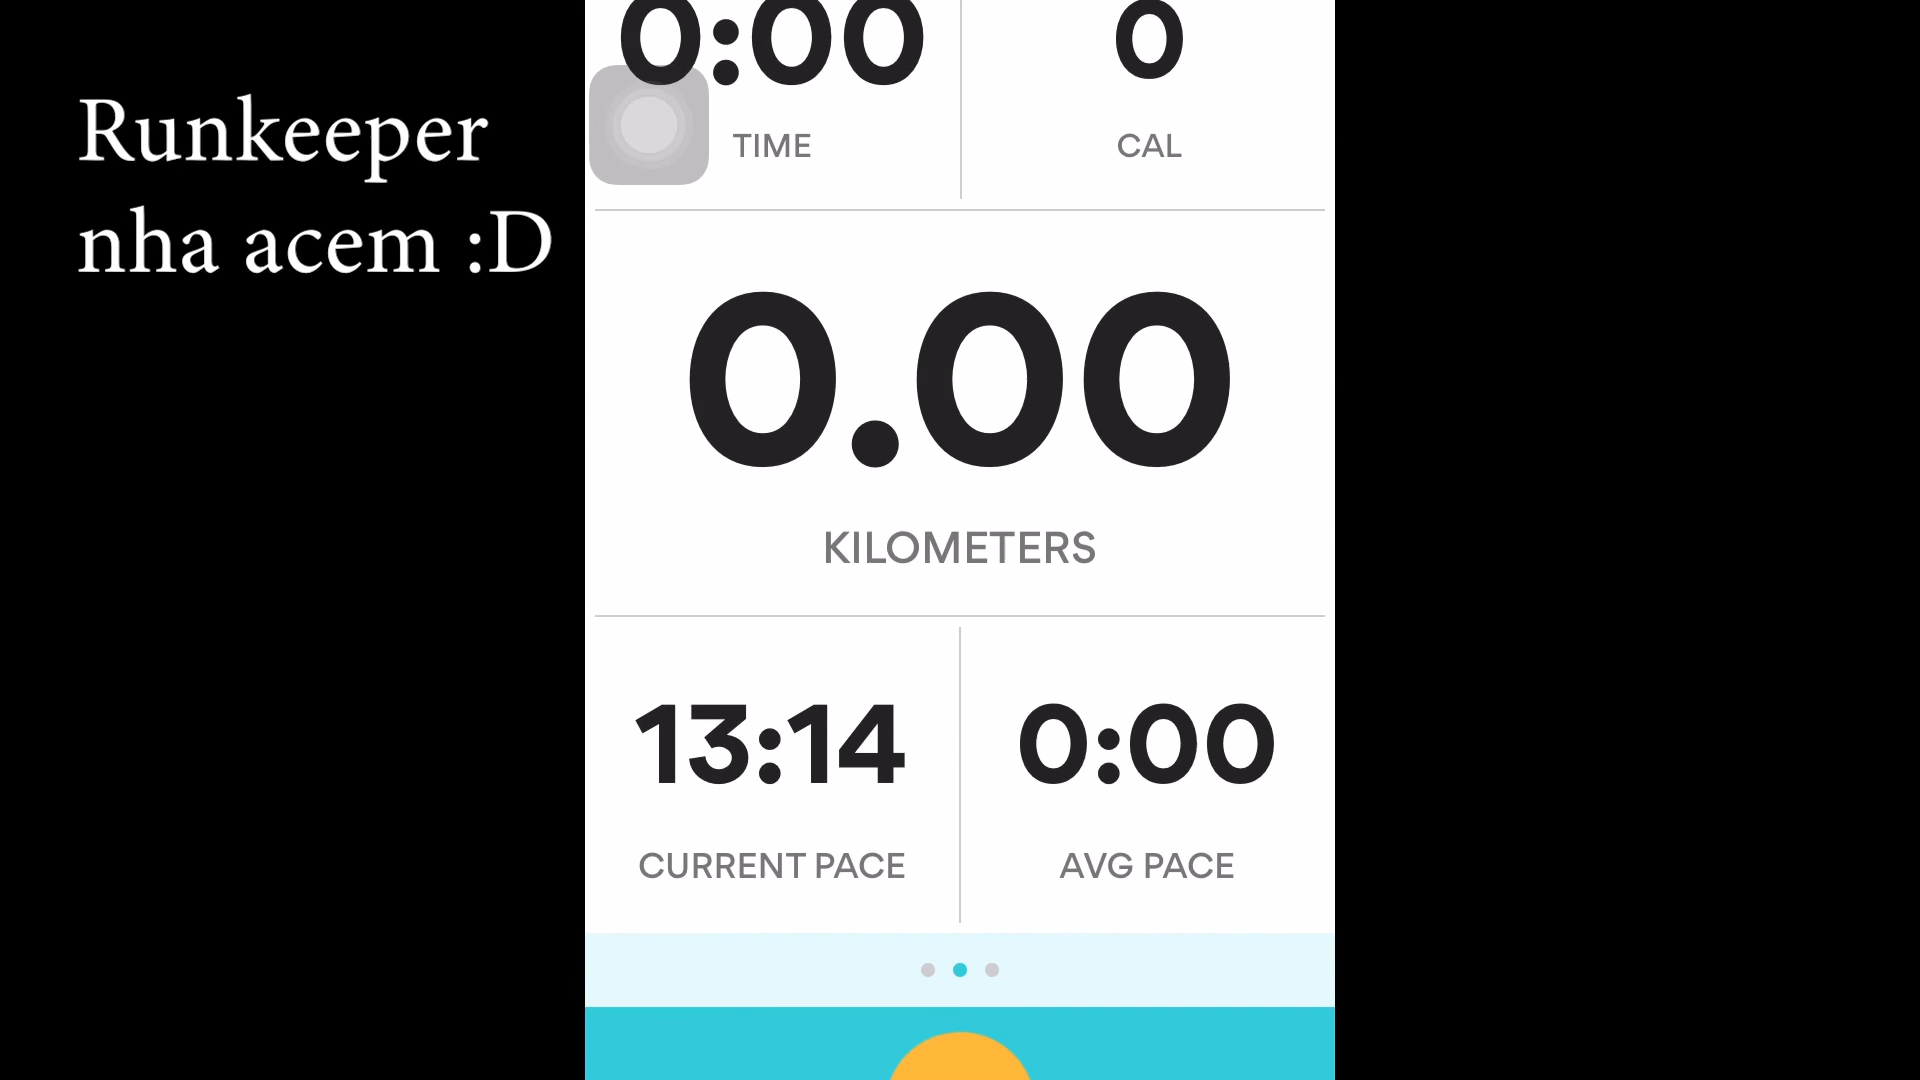 Runkeeper
nha acem :D
0:00
0
TIME
CAL
0.00
KILOMETERS
13:14
0:00
CURRENT PACE
AVG PACE